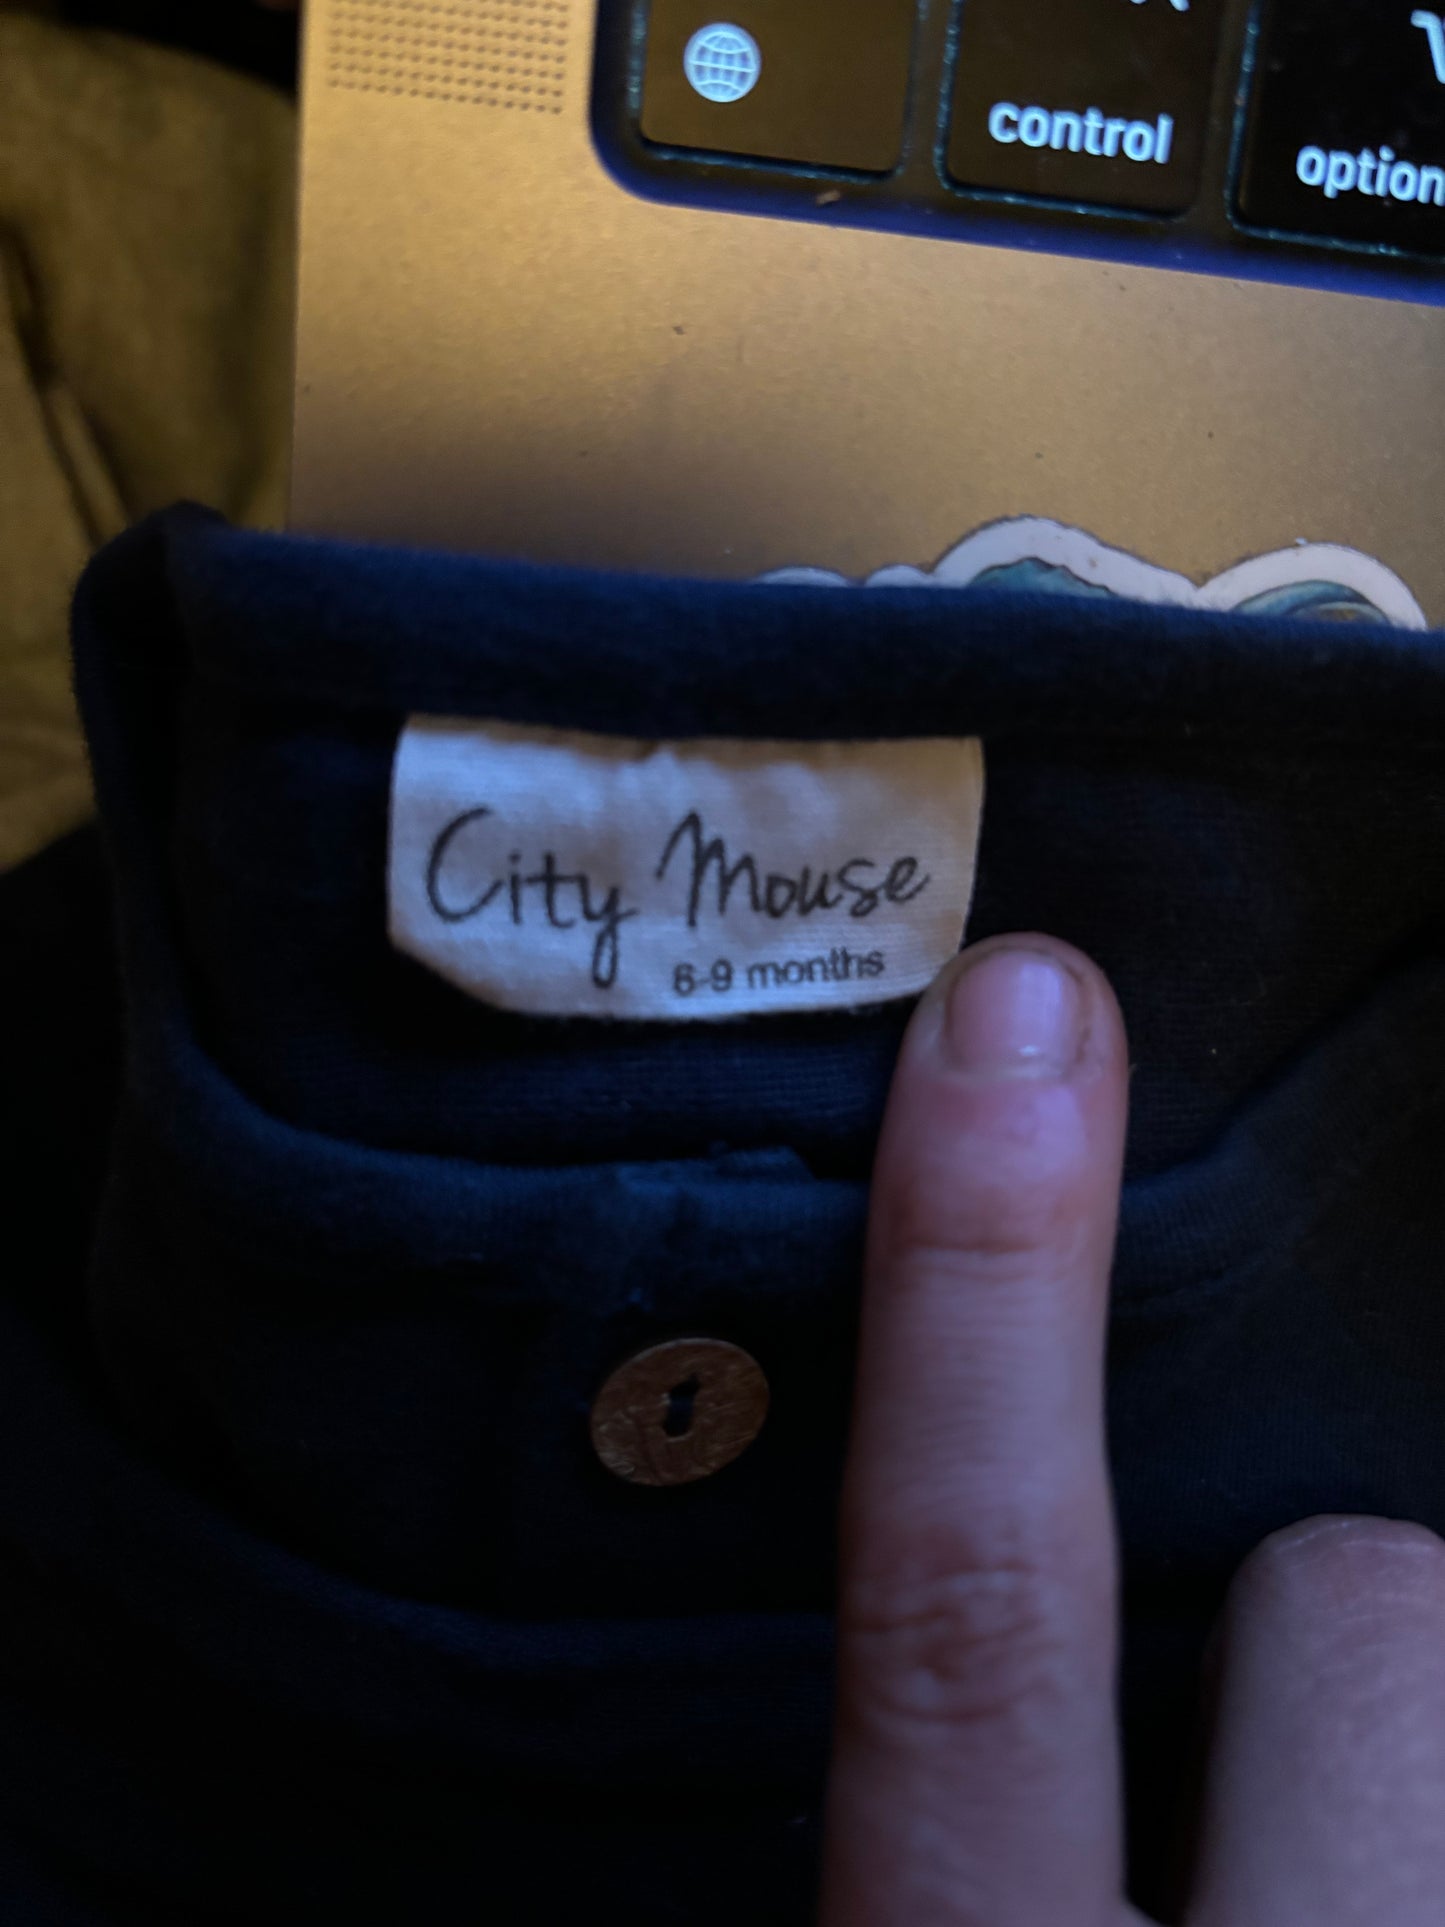 control
option
City Mouse
6-9 months